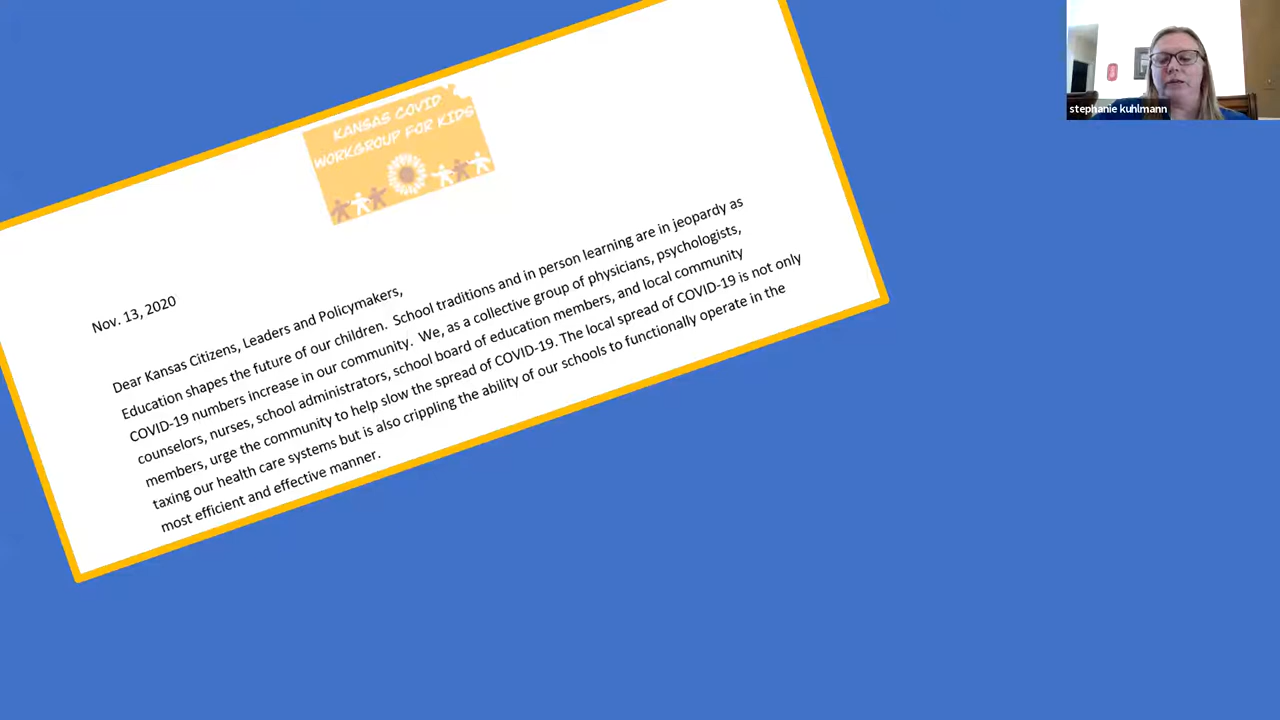 stephanie kuhlmann
KANSAS COVID
WORKGROUP FOR KIDS
Nov. 13, 2020
Dear Kansas Citizens, Leaders and Policymakers,
Education shapes the future of our children. School traditions and in person learning are in jeopardy as
COVID-19 numbers increase in our community. We, as a collective group of physicians, psychologists,
counselors, nurses, school administrators, school board of education members, and local community
members, urge the community to help slow the spread of COVID-19. The local spread of COVID-19 is not only
taxing our health care systems but is also crippling the ability of our schools to functionally operate in the
most efficient and effective manner.